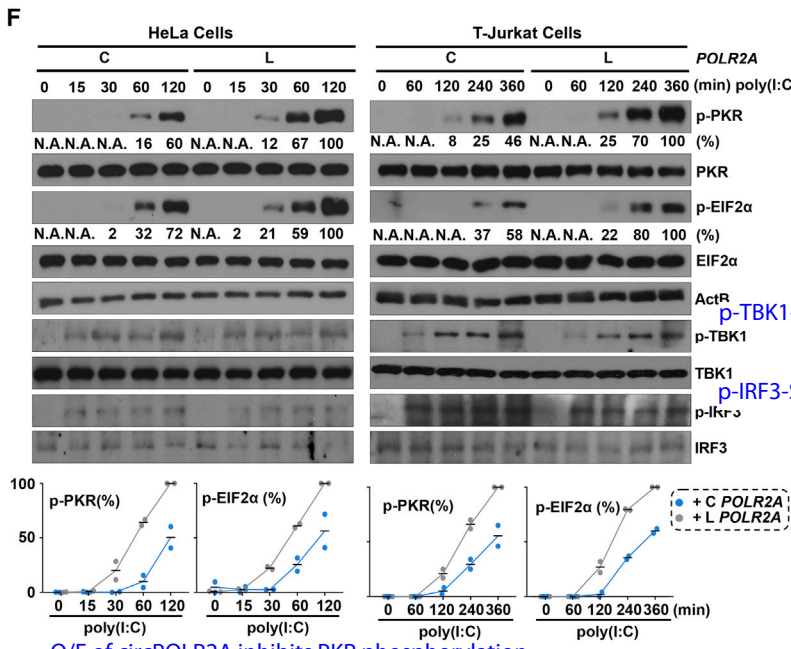 F
HeLa Cells T-Jurkat Cells
C L C L POLR2A
0 15 30 60 120 0 15 30 60 120 0 60 120 240 360 0 60 120 240 360 (min) poly(I:C)
p-PKR
N.A. N.A. N.A. 16 60 N.A. N.A. 12 67 100 N.A. N.A. 8 25 46 N.A. N.A. 25 70 100 (%)
PKR
p-EIF2α
N.A. N.A. 2 32 72 N.A. 2 21 59 100 N.A. N.A. N.A. 37 58 N.A. N.A. 22 80 100 (%)
EIF2α
ActB
p-TBK1
p-TBK1
TBK1
p-IRF3-S
p-IRF3
IRF3
100 p-PKR(%) p-EIF2α (%) p-PKR(%) p-EIF2α (%) + C POLR2A
+ L POLR2A
50
0
0 15 30 60 120 0 15 30 60 120 0 60 120 240 360 0 60 120 240 360 (min)
poly(I:C) poly(I:C) poly(I:C) poly(I:C)
O/E of circPOLR2A inhibits PKR phosphorylation